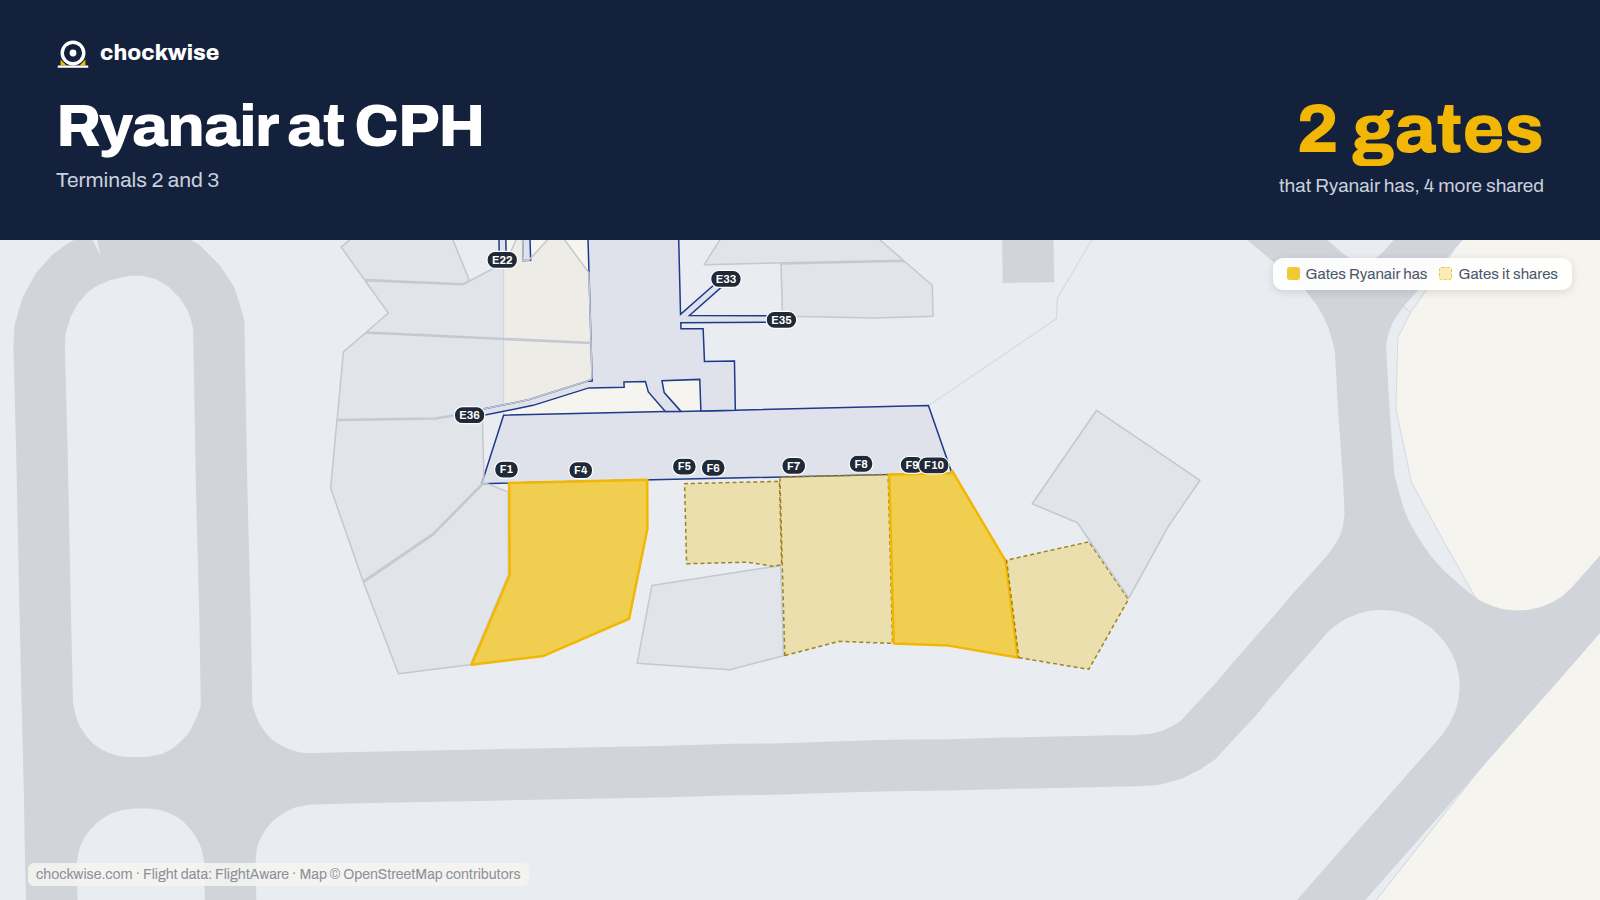 chockwise
Ryanair at CPH
Terminals 2 and 3
2 gates
that Ryanair has, 4 more shared
Gates Ryanair has
Gates it shares
E22
E33
E35
E36
F1
F4
F5
F6
F7
F8
F9
F10
chockwise.com · Flight data: FlightAware · Map © OpenStreetMap contributors